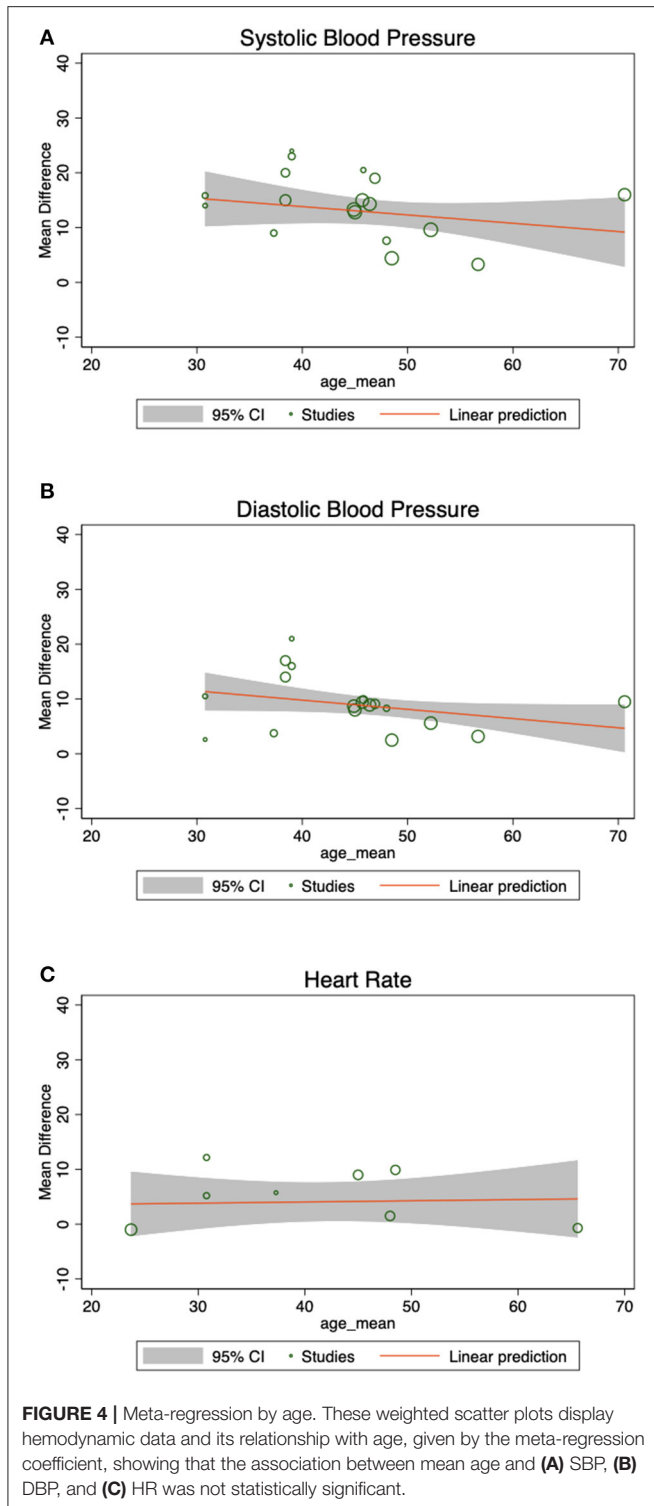 A
Systolic Blood Pressure
Mean Difference
40
30
20
10
0
-10
20 30 40 50 60 70
age_mean
95% CI Studies Linear prediction
B
Diastolic Blood Pressure
Mean Difference
40
30
20
10
0
-10
20 30 40 50 60 70
age_mean
95% CI Studies Linear prediction
C
Heart Rate
Mean Difference
40
30
20
10
0
-10
20 30 40 50 60 70
age_mean
95% CI Studies Linear prediction
FIGURE 4 | Meta-regression by age. These weighted scatter plots display
hemodynamic data and its relationship with age, given by the meta-regression
coefficient, showing that the association between mean age and (A) SBP, (B)
DBP, and (C) HR was not statistically significant.